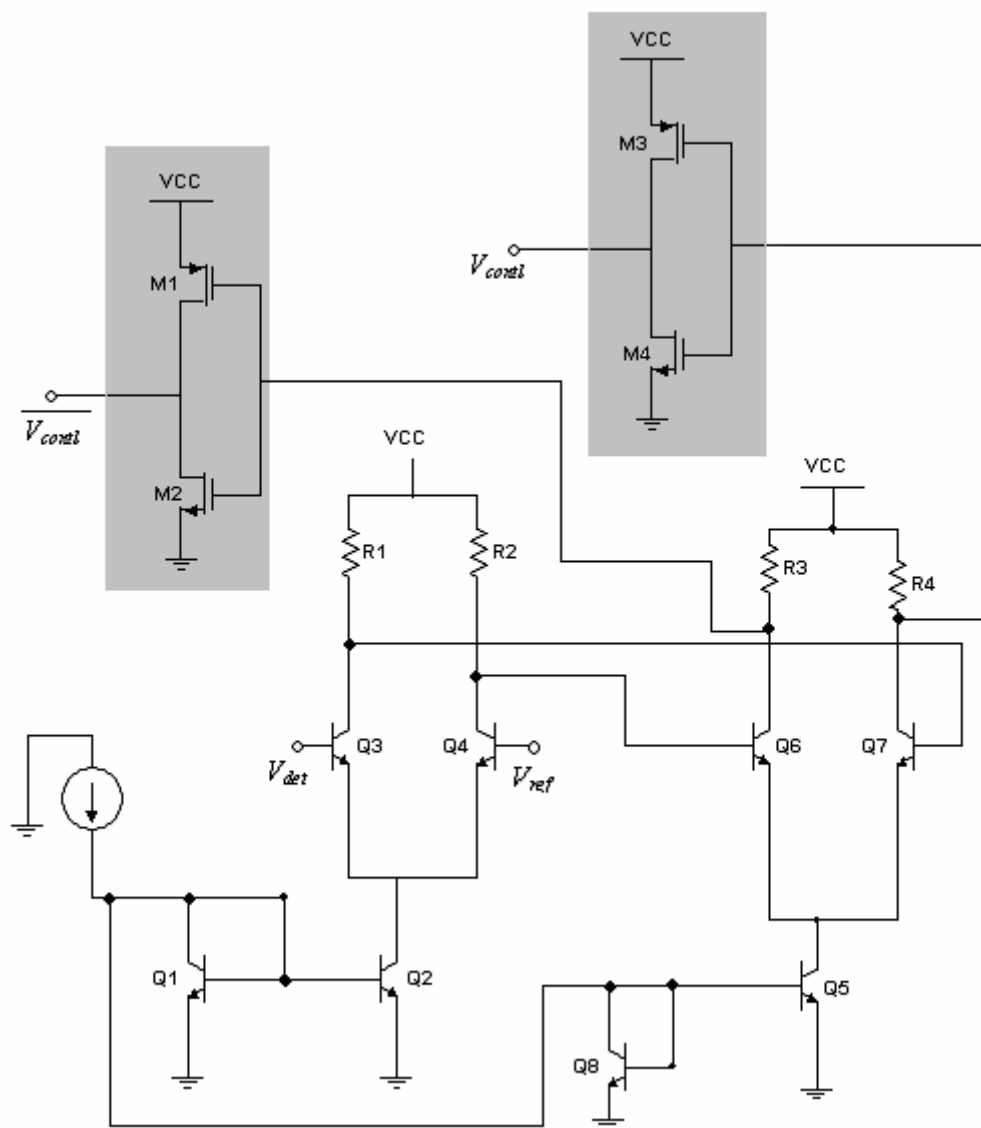 VCC
M3
M4
V_contl
VCC
M1
M2
V_contl
VCC
R1
R2
VCC
R3
R4
Q3
Q4
V_det
V_ref
Q6
Q7
Q1
Q2
Q5
Q8